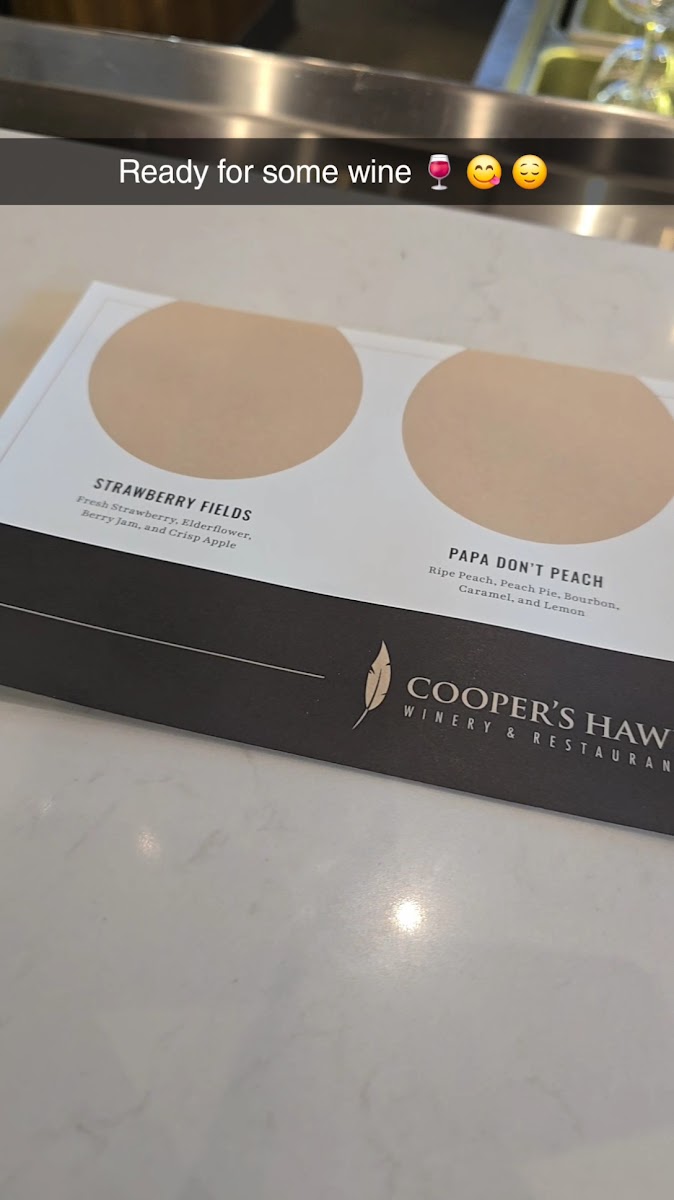 Ready for some wine 🍷 😋 😌
STRAWBERRY FIELDS
Fresh Strawberry, Elderflower,
Berry Jam, and Crisp Apple
PAPA DON'T PEACH
Ripe Peach, Peach Pie, Bourbon,
Caramel, and Lemon
COOPER'S HAW
WINERY & RESTAURAN